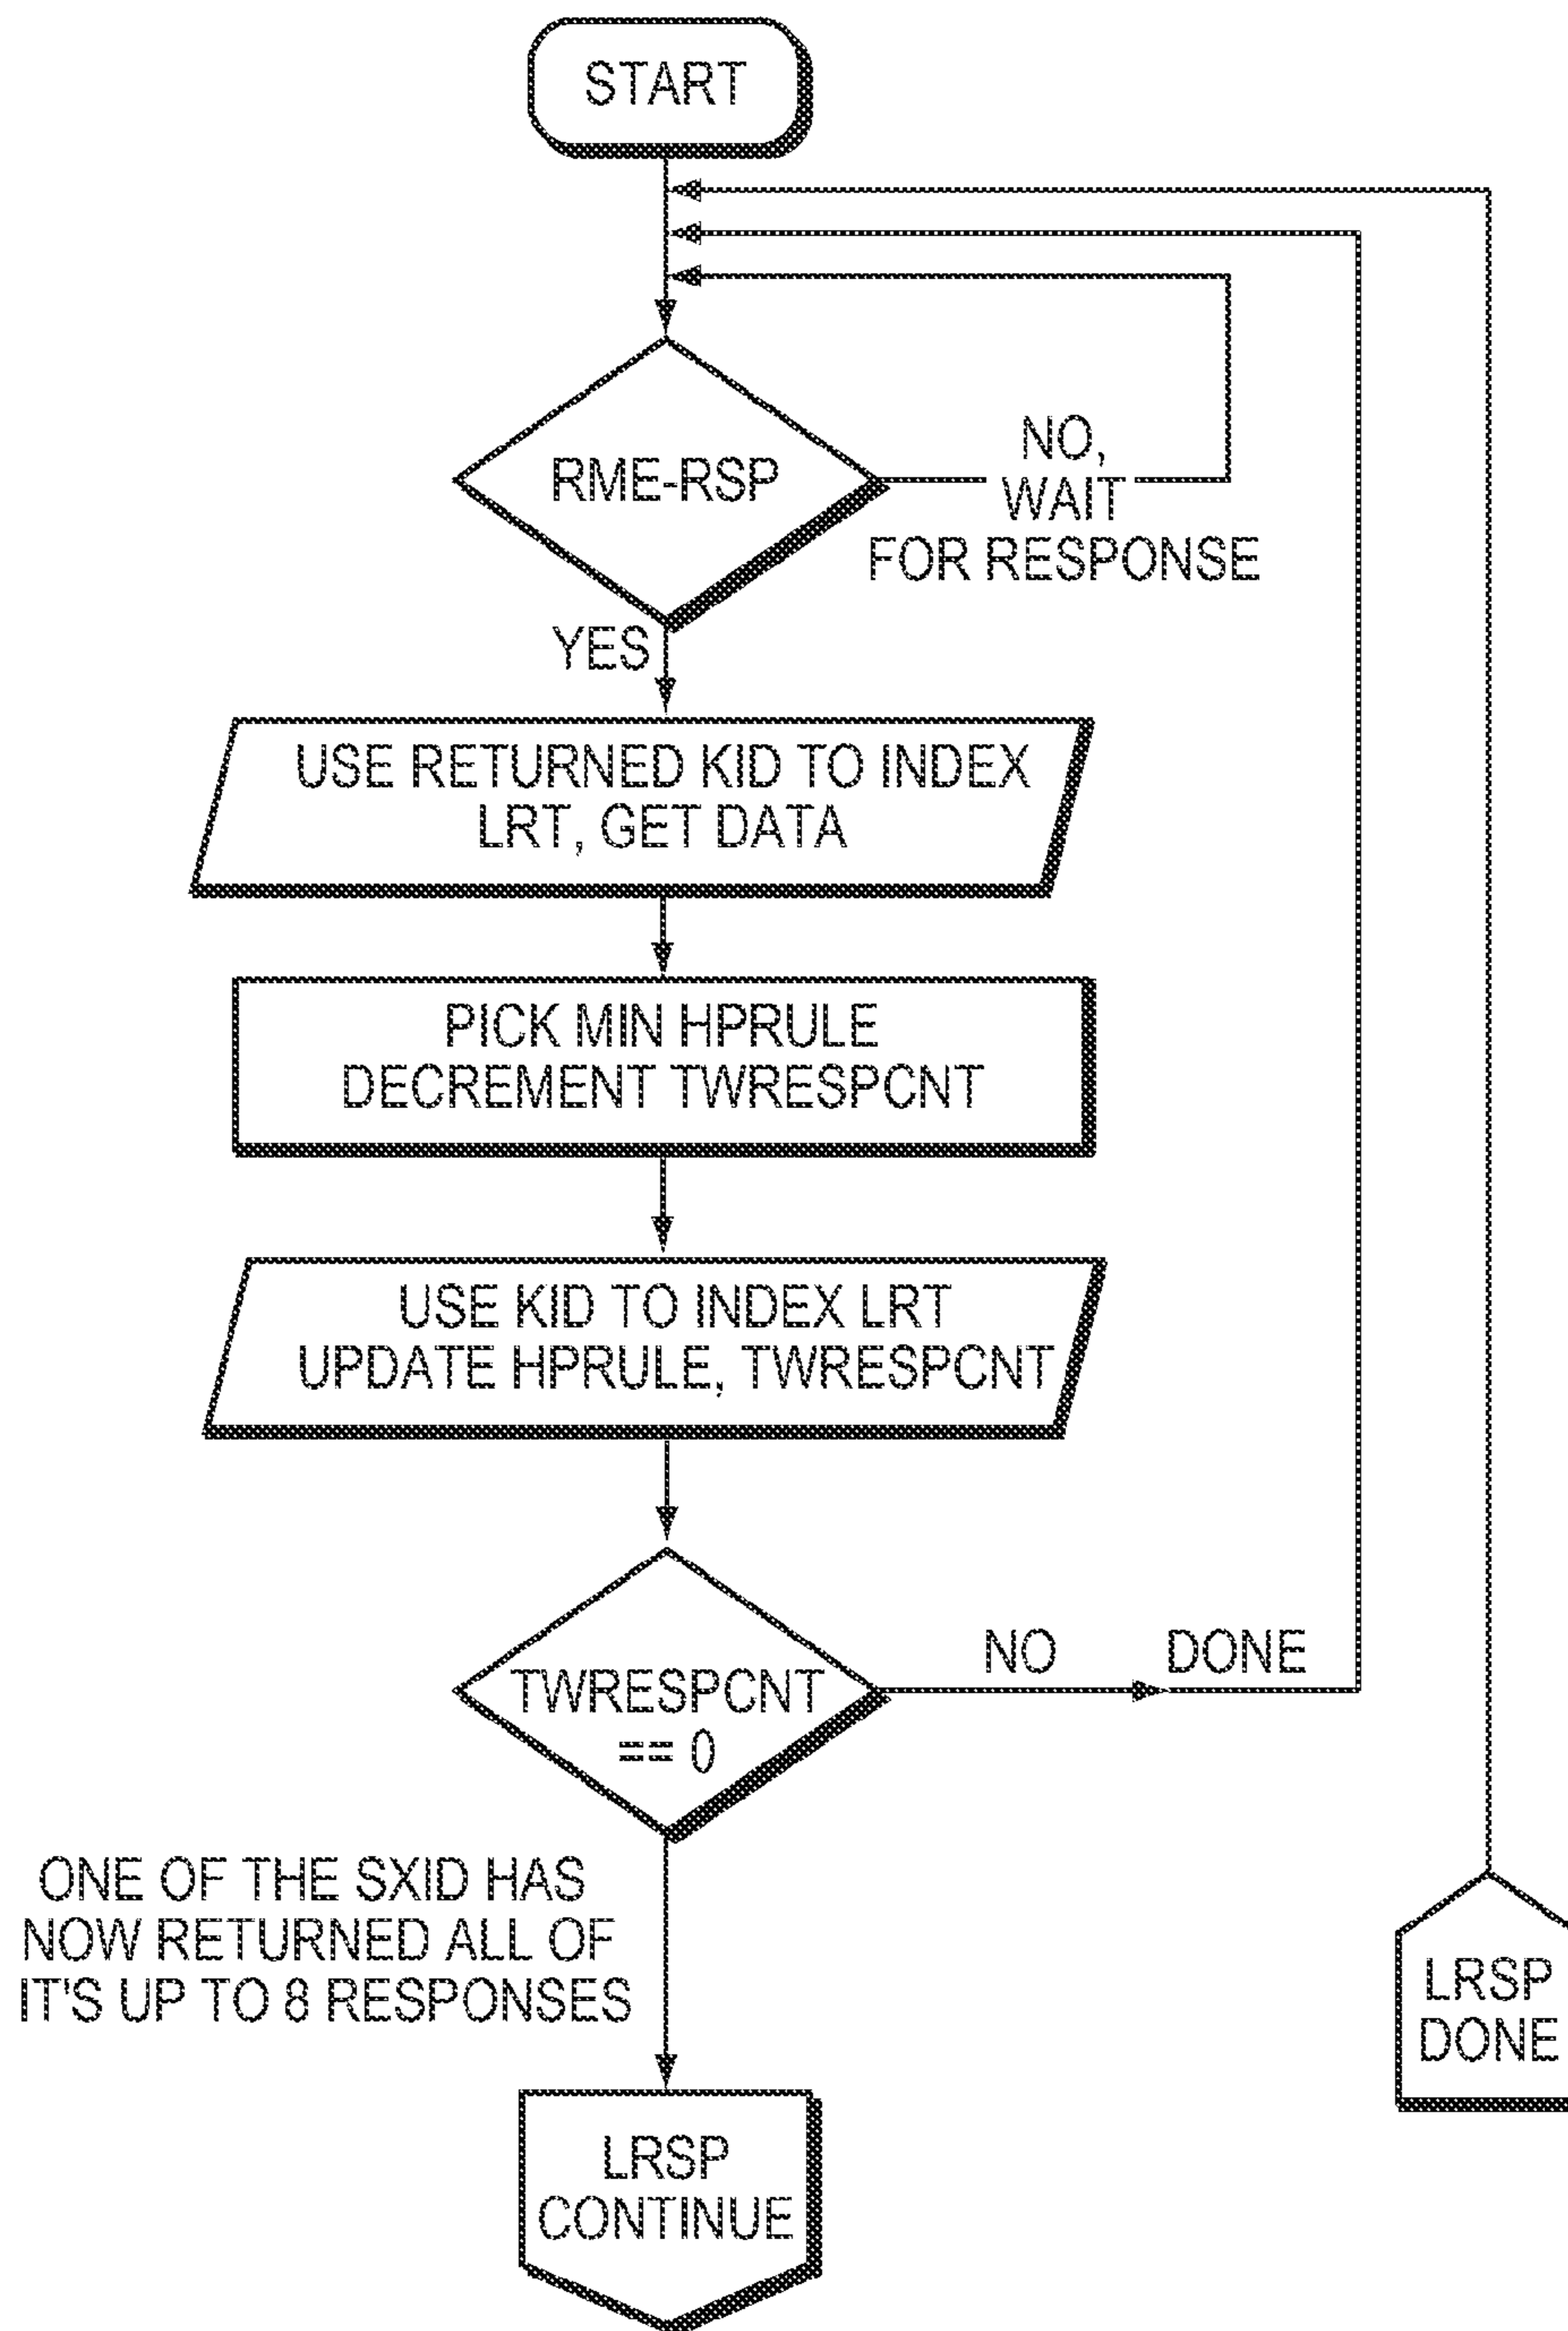 START
RME-RSP
NO,
WAIT
FOR RESPONSE
YES
USE RETURNED KID TO INDEX
LRT, GET DATA
PICK MIN HPRULE
DECREMENT TWRESPCNT
USE KID TO INDEX LRT
UPDATE HPRULE, TWRESPCNT
TWRESPCNT
== 0
NO
DONE
ONE OF THE SXID HAS
NOW RETURNED ALL OF
IT'S UP TO 8 RESPONSES
LRSP
DONE
LRSP
CONTINUE